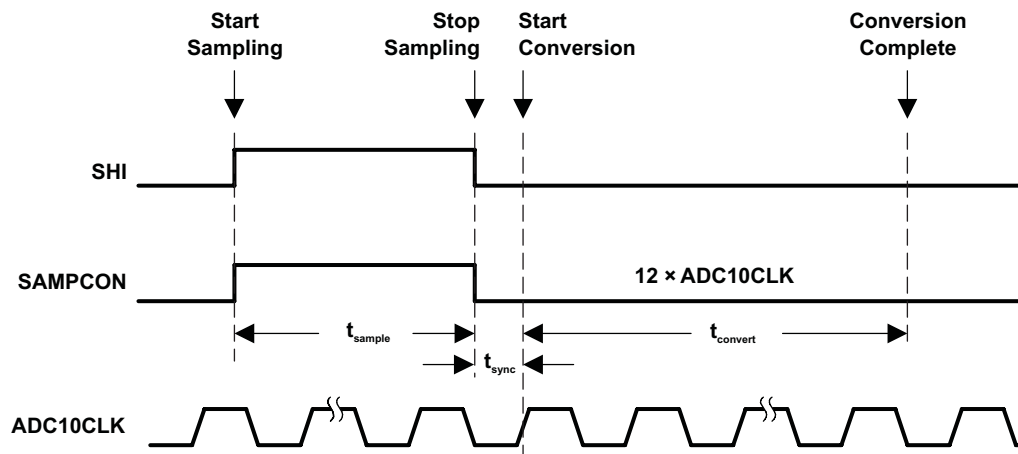 Start
Sampling
Stop
Sampling
Start
Conversion
Conversion
Complete
SHI
SAMPCON
12 × ADC10CLK
tsample
tconvert
tsync
ADC10CLK